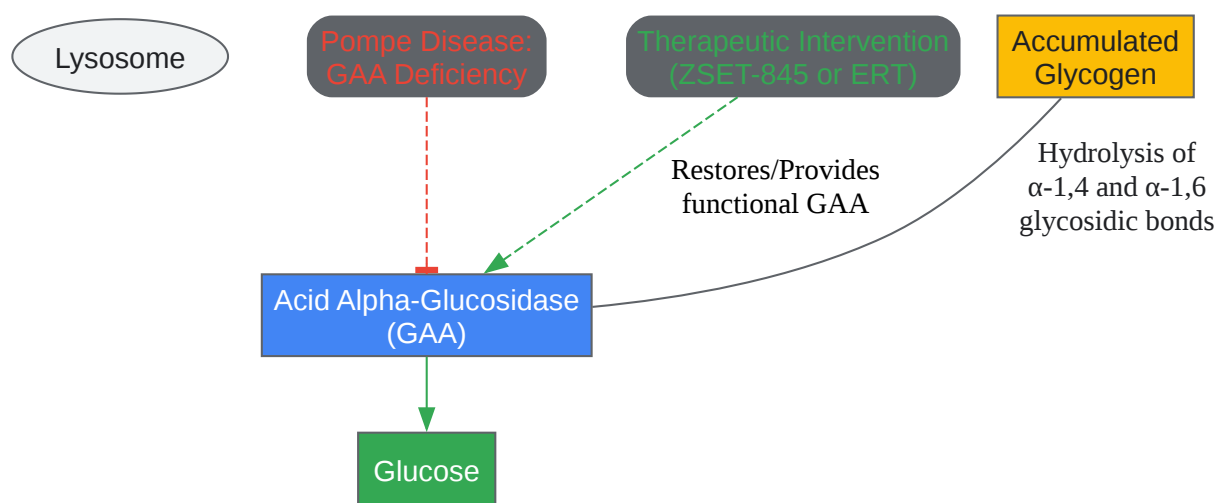 Lysosome
Pompe Disease:
GAA Deficiency
Therapeutic Intervention
(ZSET-845 or ERT)
Accumulated
Glycogen
Restores/Provides
functional GAA
Hydrolysis of
α-1,4 and α-1,6
glycosidic bonds
Acid Alpha-Glucosidase
(GAA)
Glucose